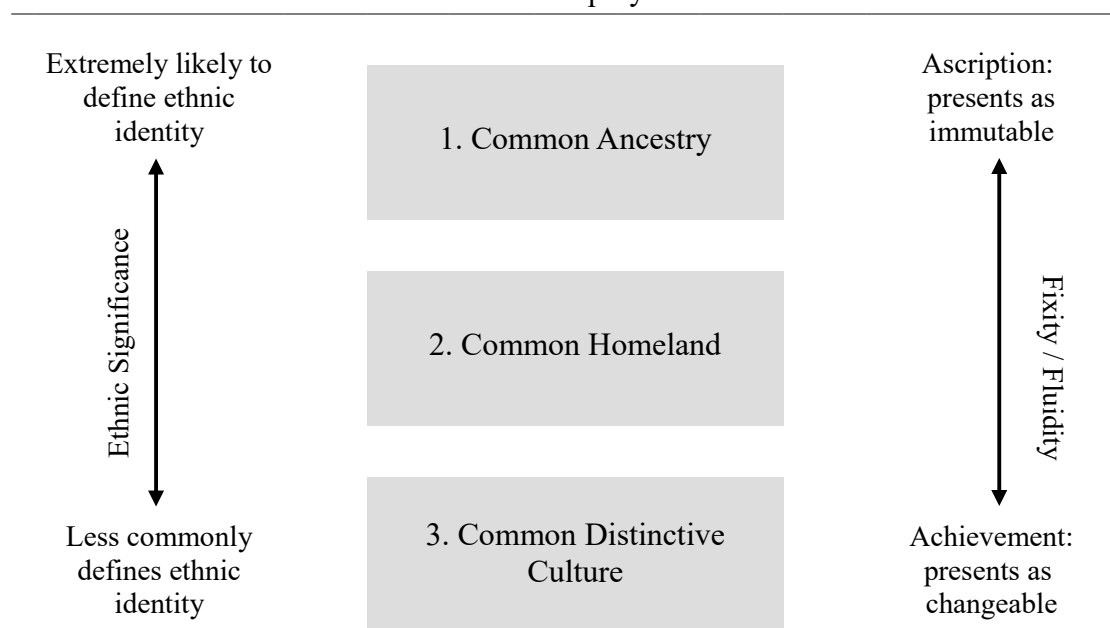 Extremely likely to
define ethnic
identity
Ethnic Significance
Less commonly
defines ethnic
identity
1. Common Ancestry
2. Common Homeland
3. Common Distinctive
Culture
Ascription:
presents as
immutable
Fixity / Fluidity
Achievement:
presents as
changeable